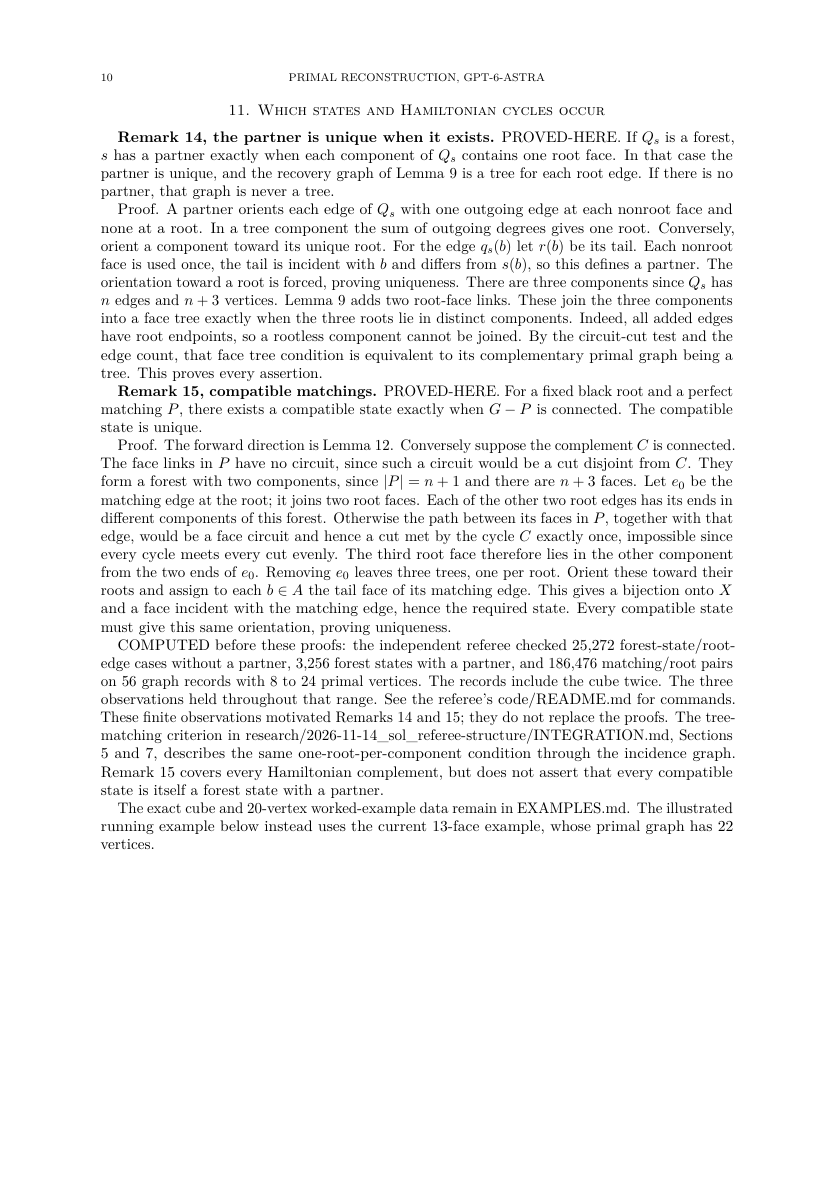 10
PRIMAL RECONSTRUCTION, GPT-6-ASTRA
11. Which states and Hamiltonian cycles occur
Remark 14, the partner is unique when it exists. PROVED-HERE. If Q_s is a forest,
s has a partner exactly when each component of Q_s contains one root face. In that case the
partner is unique, and the recovery graph of Lemma 9 is a tree for each root edge. If there is no
partner, that graph is never a tree.
Proof. A partner orients each edge of Q_s with one outgoing edge at each nonroot face and
none at a root. In a tree component the sum of outgoing degrees gives one root. Conversely,
orient a component toward its unique root. For the edge q_s(b) let r(b) be its tail. Each nonroot
face is used once, the tail is incident with b and differs from s(b), so this defines a partner. The
orientation toward a root is forced, proving uniqueness. There are three components since Q_s has
n edges and n + 3 vertices. Lemma 9 adds two root-face links. These join the three components
into a face tree exactly when the three roots lie in distinct components. Indeed, all added edges
have root endpoints, so a rootless component cannot be joined. By the circuit-cut test and the
edge count, that face tree condition is equivalent to its complementary primal graph being a
tree. This proves every assertion.
Remark 15, compatible matchings. PROVED-HERE. For a fixed black root and a perfect
matching P, there exists a compatible state exactly when G − P is connected. The compatible
state is unique.
Proof. The forward direction is Lemma 12. Conversely suppose the complement C is connected.
The face links in P have no circuit, since such a circuit would be a cut disjoint from C. They
form a forest with two components, since |P| = n + 1 and there are n + 3 faces. Let e_0 be the
matching edge at the root; it joins two root faces. Each of the other two root edges has its ends in
different components of this forest. Otherwise the path between its faces in P, together with that
edge, would be a face circuit and hence a cut met by the cycle C exactly once, impossible since
every cycle meets every cut evenly. The third root face therefore lies in the other component
from the two ends of e_0. Removing e_0 leaves three trees, one per root. Orient these toward their
roots and assign to each b ∈ A the tail face of its matching edge. This gives a bijection onto X
and a face incident with the matching edge, hence the required state. Every compatible state
must give this same orientation, proving uniqueness.
COMPUTED before these proofs: the independent referee checked 25,272 forest-state/root-
edge cases without a partner, 3,256 forest states with a partner, and 186,476 matching/root pairs
on 56 graph records with 8 to 24 primal vertices. The records include the cube twice. The three
observations held throughout that range. See the referee's code/README.md for commands.
These finite observations motivated Remarks 14 and 15; they do not replace the proofs. The tree-
matching criterion in research/2026-11-14_sol_referee-structure/INTEGRATION.md, Sections
5 and 7, describes the same one-root-per-component condition through the incidence graph.
Remark 15 covers every Hamiltonian complement, but does not assert that every compatible
state is itself a forest state with a partner.
The exact cube and 20-vertex worked-example data remain in EXAMPLES.md. The illustrated
running example below instead uses the current 13-face example, whose primal graph has 22
vertices.